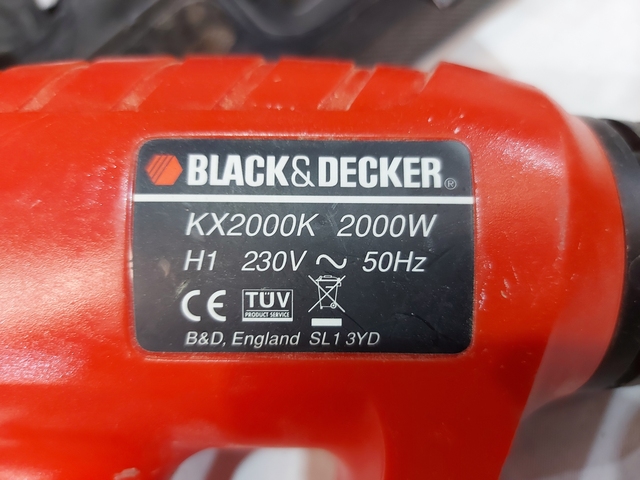 BLACK&DECKER®
KX2000K 2000W
H1 230V ~ 50Hz
CE TÜV
PRODUCT SERVICE
B&D, England SL1 3YD